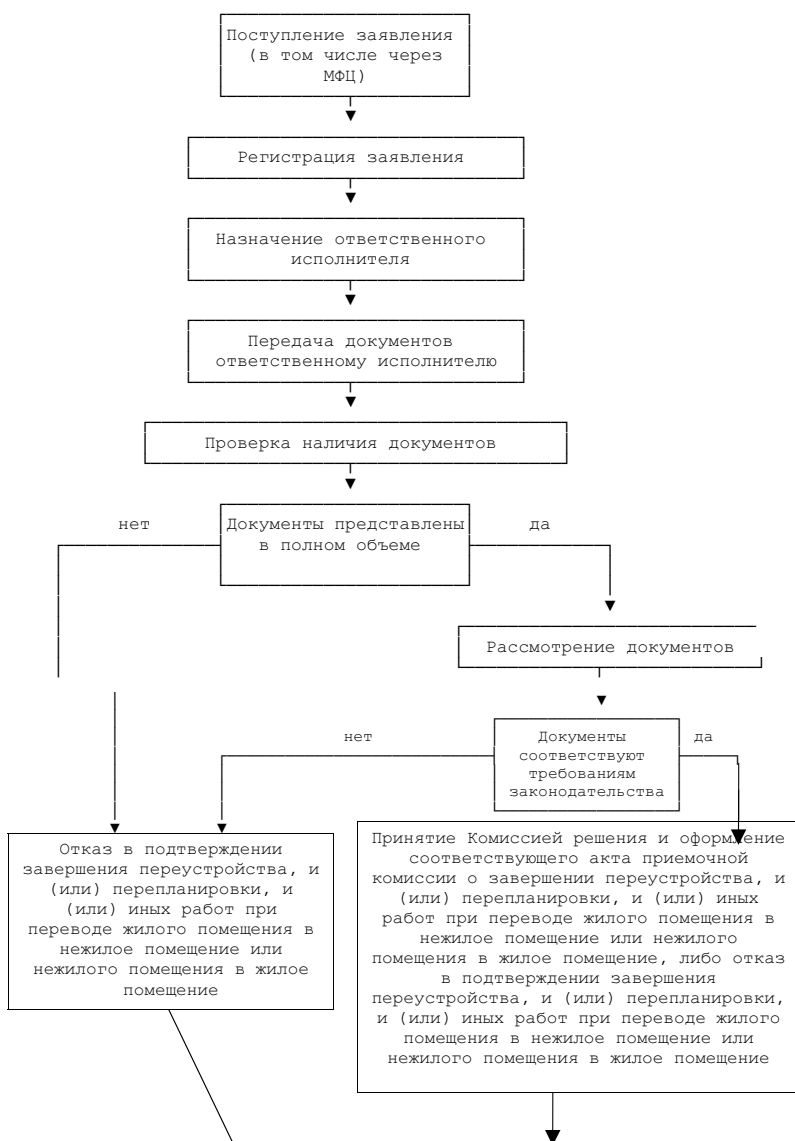 Поступление заявления
(в том числе через
МФЦ)
Регистрация заявления
Назначение ответственного
исполнителя
Передача документов
ответственному исполнителю
Проверка наличия документов
нет
Документы представлены
в полном объеме
да
Рассмотрение документов
нет
Документы
соответствуют
требованиям
законодательства
да
Отказ в подтверждении
завершения переустройства, и
(или) перепланировки, и
(или) иных работ при
переводе жилого помещения в
нежилое помещение или
нежилого помещения в жилое
помещение
Принятие Комиссией решения и оформление
соответствующего акта приемочной
комиссии о завершении переустройства, и
(или) перепланировки, и (или) иных
работ при переводе жилого помещения в
нежилое помещение или нежилого
помещения в жилое помещение, либо отказ
в подтверждении завершения
переустройства, и (или) перепланировки,
и (или) иных работ при переводе жилого
помещения в нежилое помещение или
нежилого помещения в жилое помещение